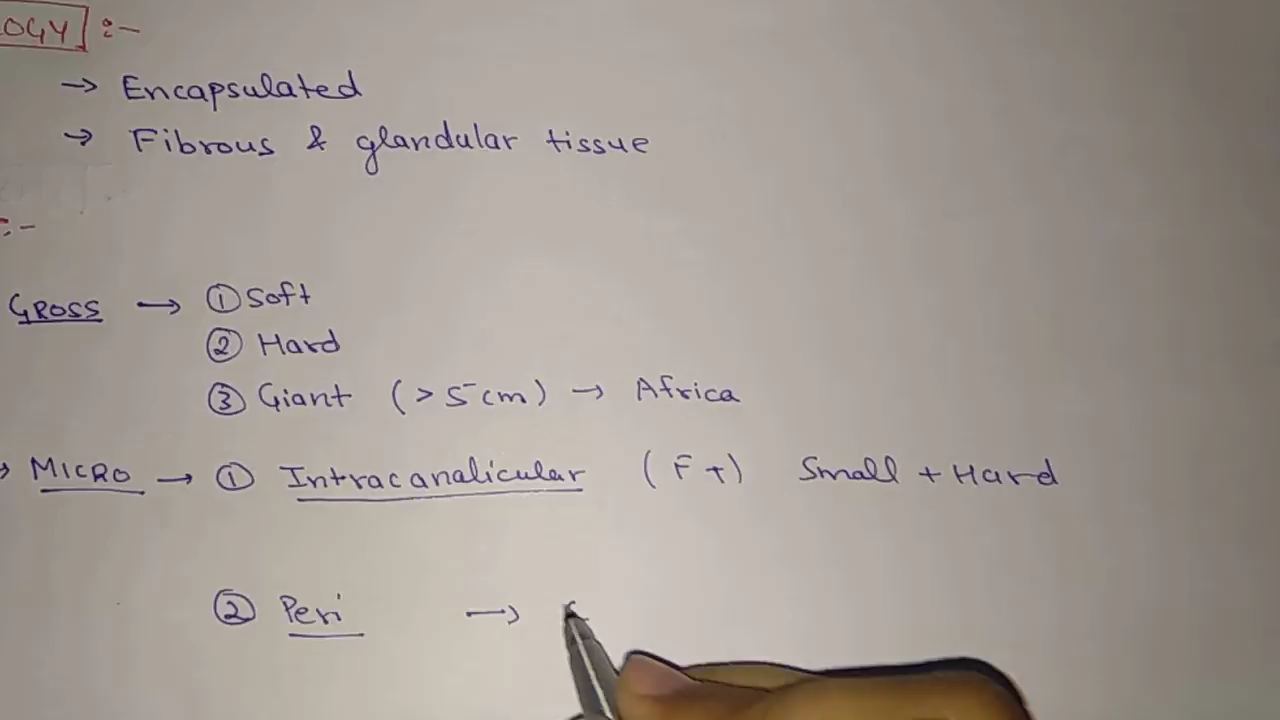 OGY :-
→ Encapsulated
→ Fibrous & glandular tissue
:-
GROSS → ① Soft
② Hard
③ Giant (>5cm) → Africa
→ MICRO → ① Intracanalicular (F+) Small + Hard
② Peri →